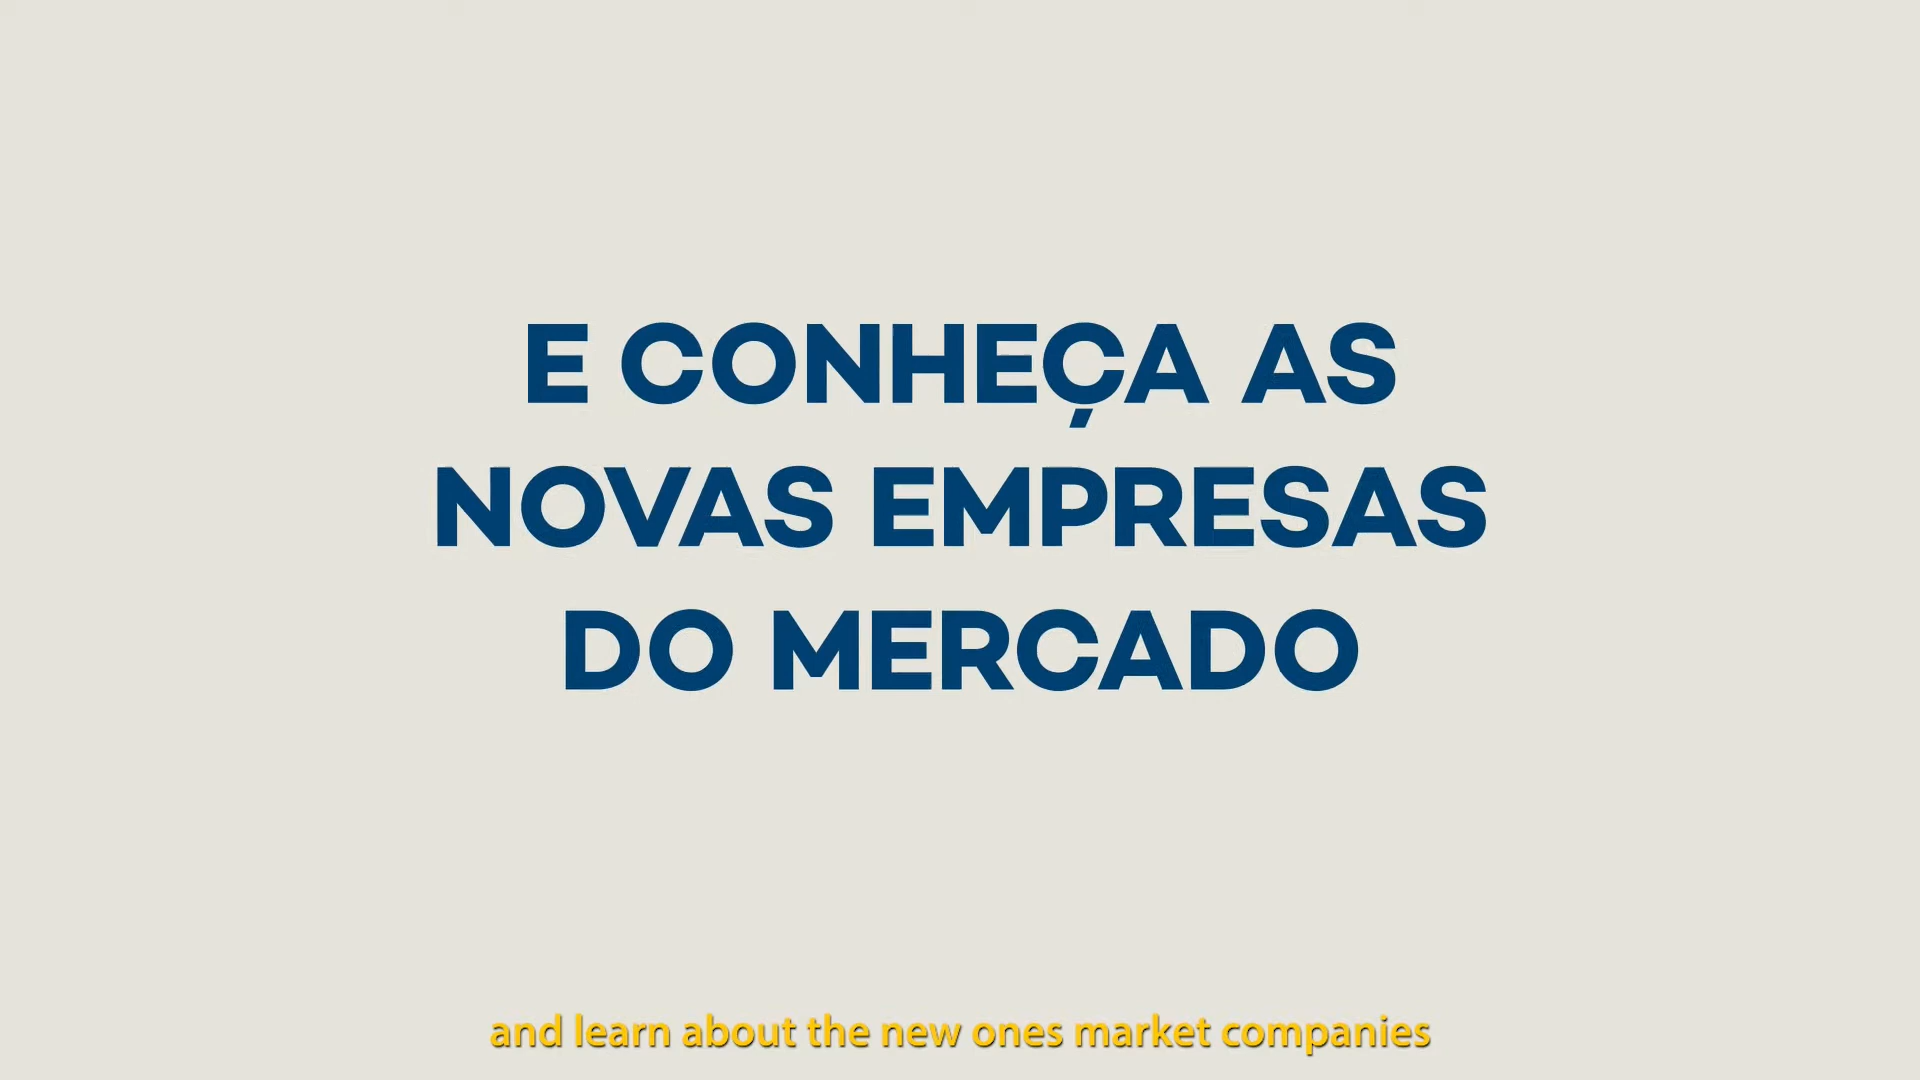 E CONHEÇA AS
NOVAS EMPRESAS
DO MERCADO
and learn about the new ones market companies